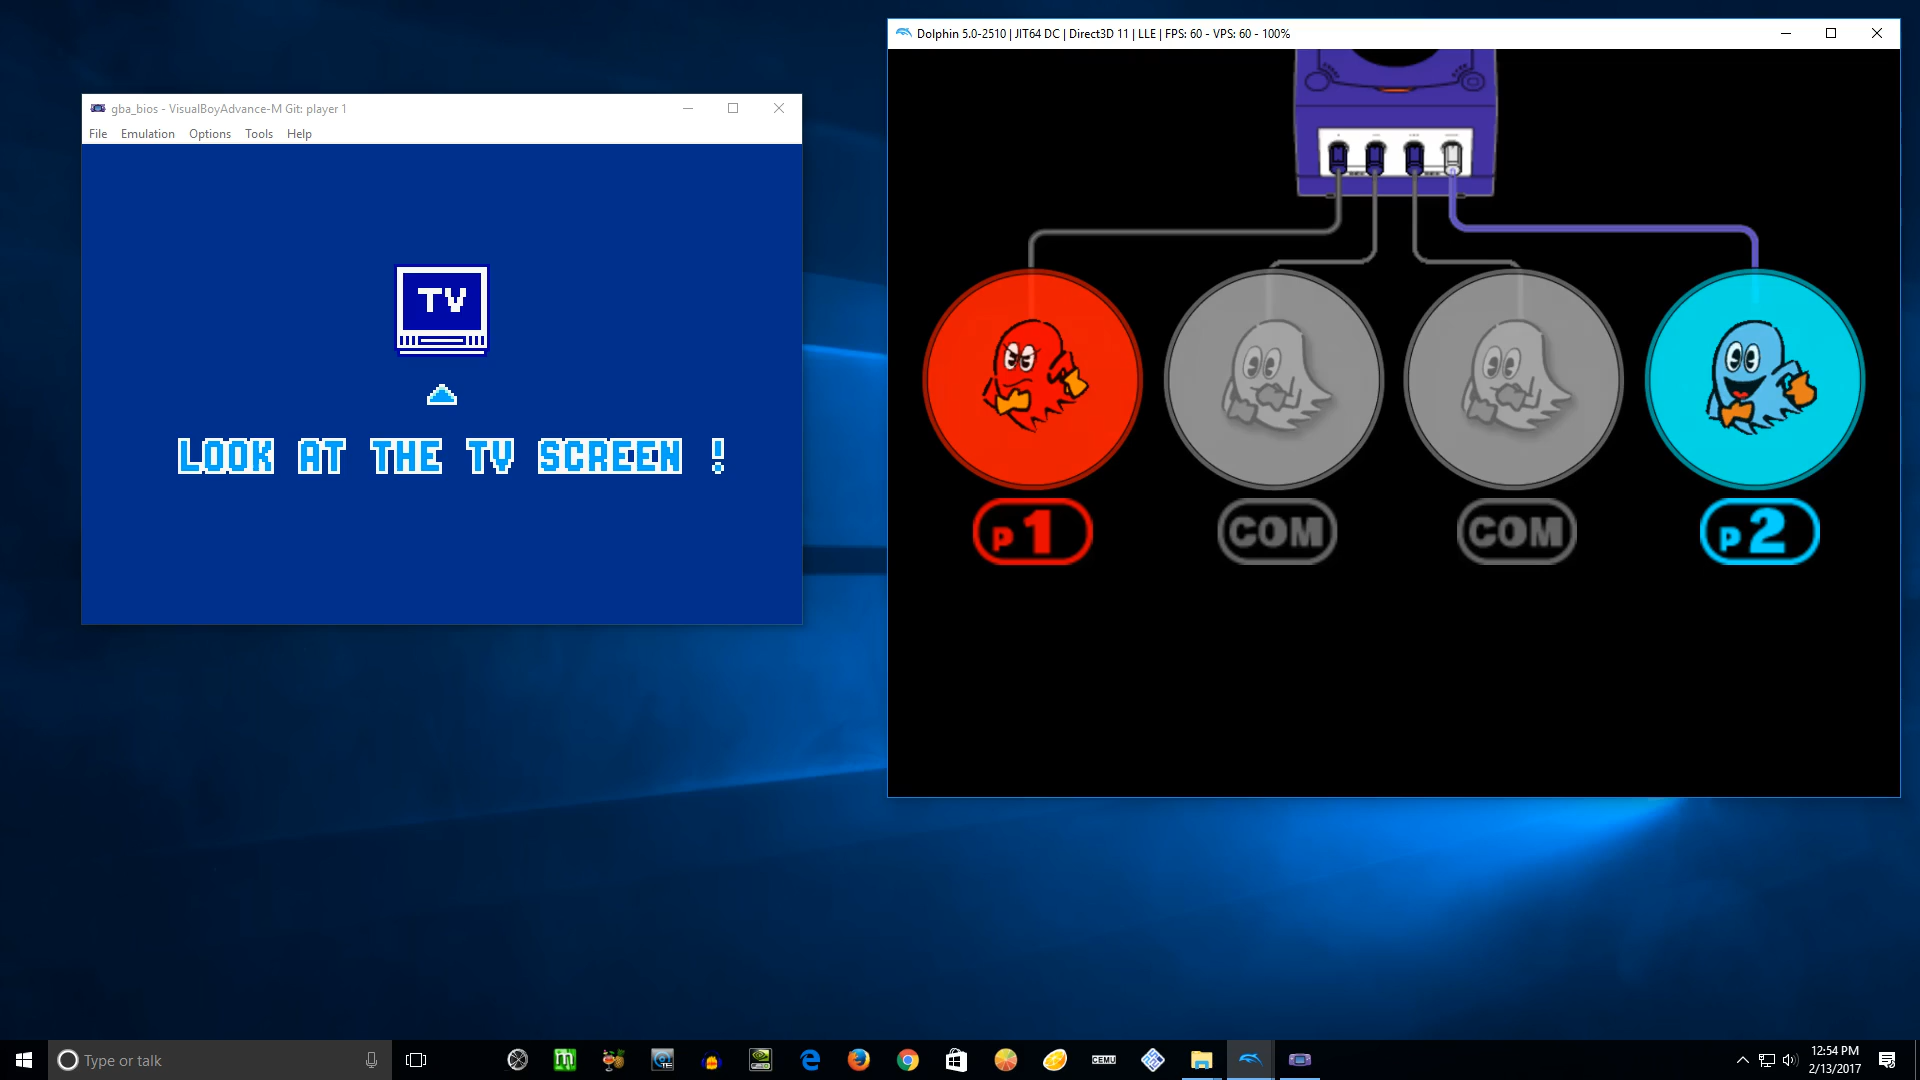 gba_bios - VisualBoyAdvance-M Git: player 1
File Emulation Options Tools Help
TV
LOOK AT THE TV SCREEN !
Dolphin 5.0-2510 | JIT64 DC | Direct3D 11 | LLE | FPS: 60 - VPS: 60 - 100%
P1
COM
COM
P2
Type or talk
CEMU
12:54 PM
2/13/2017